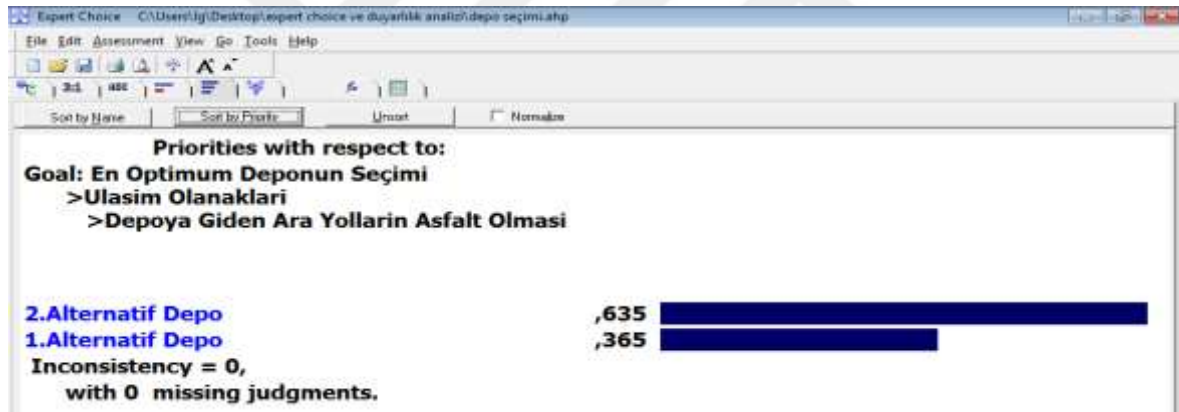 Expert Choice C:\Users\lg\Desktop\expert choice ve duyarlılık analizi\depo seçimi.ahp
File Edit Assessment View Go Tools Help
3:1 ABC
Sort by Name Sort by Priority Unsort Normalize
Priorities with respect to:
Goal: En Optimum Deponun Seçimi
>Ulasim Olanaklari
>Depoya Giden Ara Yollarin Asfalt Olmasi
2.Alternatif Depo ,635
1.Alternatif Depo ,365
Inconsistency = 0,
with 0 missing judgments.